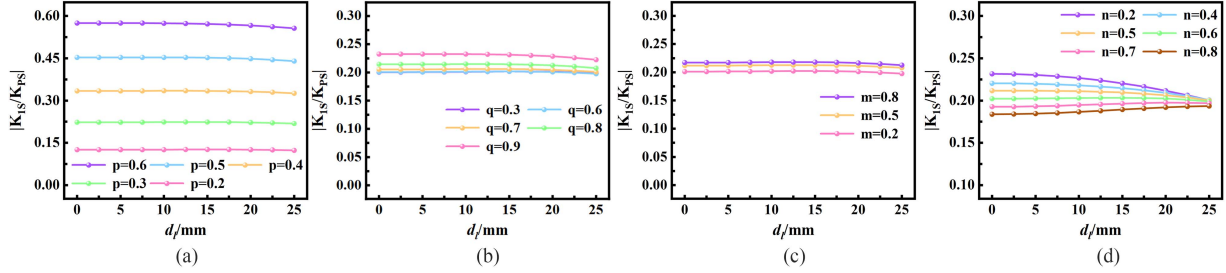 |K1S/KPS|
0.60
0.45
0.30
0.15
0.00
p=0.6 p=0.5 p=0.4
p=0.3 p=0.2
0 5 10 15 20 25
dl/mm
(a)
|K1S/KPS|
0.30
0.25
0.20
0.15
0.10
0.05
0.00
q=0.3 q=0.6
q=0.7 q=0.8
q=0.9
0 5 10 15 20 25
dl/mm
(b)
|K1S/KPS|
0.30
0.25
0.20
0.15
0.10
0.05
0.00
m=0.8
m=0.5
m=0.2
0 5 10 15 20 25
dl/mm
(c)
|K1S/KPS|
0.30
0.25
0.20
0.15
0.10
n=0.2 n=0.4
n=0.5 n=0.6
n=0.7 n=0.8
0 5 10 15 20 25
dl/mm
(d)